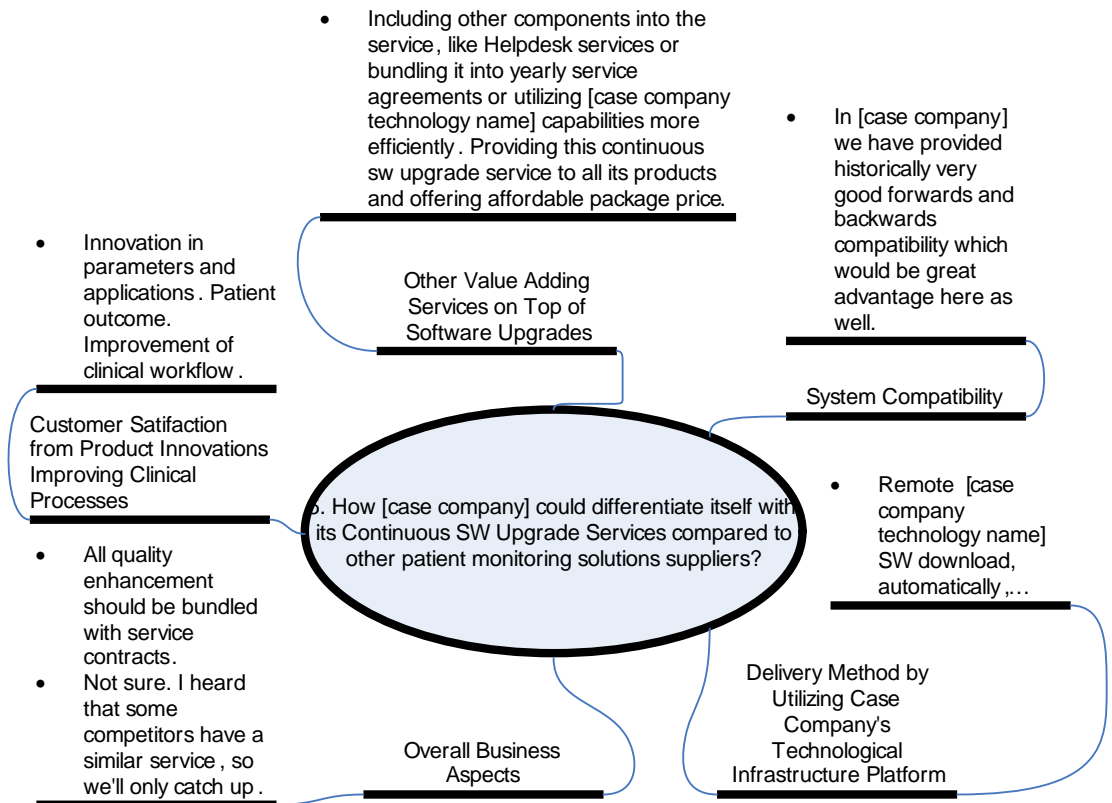 • Including other components into the
service, like Helpdesk services or
bundling it into yearly service
agreements or utilizing [case company
technology name] capabilities more
efficiently. Providing this continuous
sw upgrade service to all its products
and offering affordable package price.
• In [case company]
we have provided
historically very
good forwards and
backwards
compatibility which
would be great
advantage here as
well.
• Innovation in
parameters and
applications. Patient
outcome.
Improvement of
clinical workflow.
Other Value Adding
Services on Top of
Software Upgrades
System Compatibility
Customer Satifaction
from Product Innovations
Improving Clinical
Processes
. How [case company] could differentiate itself with
its Continuous SW Upgrade Services compared to
other patient monitoring solutions suppliers?
• Remote [case
company
technology name]
SW download,
automatically,…
• All quality
enhancement
should be bundled
with service
contracts.
• Not sure. I heard
that some
competitors have a
similar service, so
we'll only catch up.
Overall Business
Aspects
Delivery Method by
Utilizing Case
Company's
Technological
Infrastructure Platform